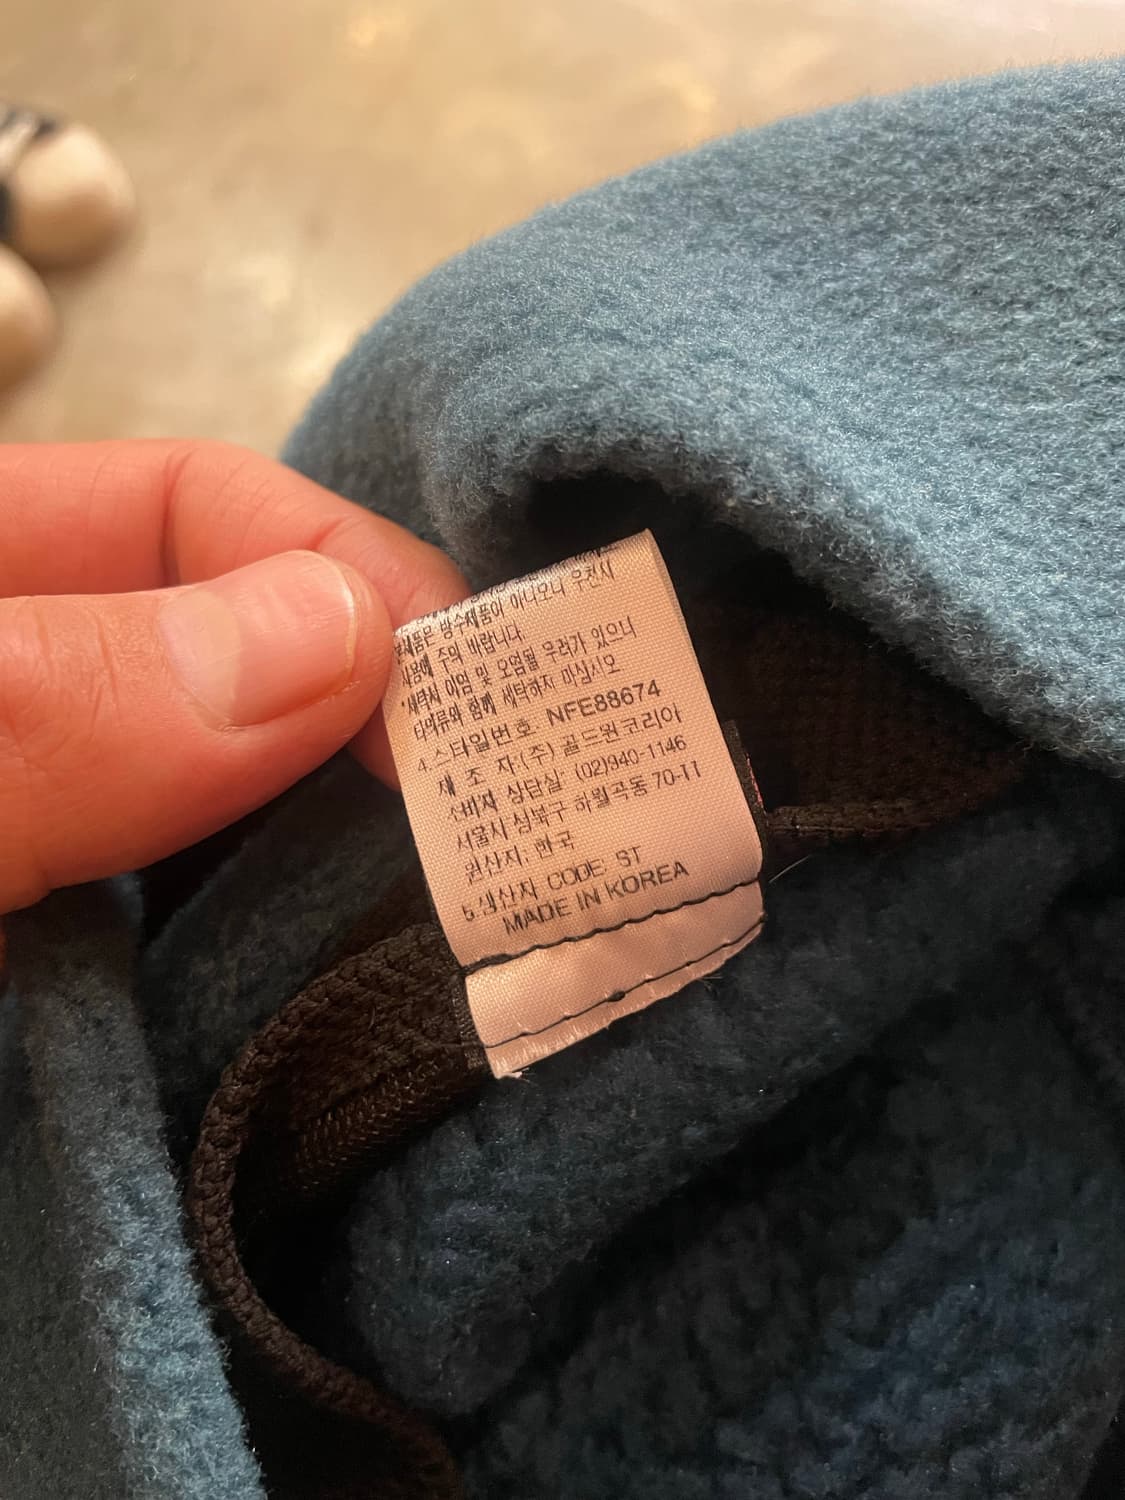 제품은 방수제품이 아니오니 우천시
사용에 주의 바랍니다.
*세탁시 이염 및 오염될 우려가 있으니
타의류와 함께 세탁하지 마십시오
4.스타일번호 NFE88674
제 조 자:(주) 골드윈코리아
소비자 상담실 (02)940-1146
서울시 성북구 하월곡동 70-11
원산지: 한국
5.생산자 CODE ST
MADE IN KOREA